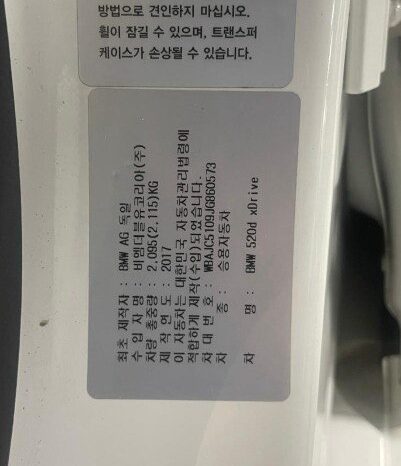 방법으로 견인하지 마십시오.
휠이 잠길 수 있으며, 트랜스퍼
케이스가 손상될 수 있습니다.
최초 제작자 : BMW AG 독일
수 입 자 명 : 비엠더블유코리아(주)
차량 총중량 : 2,095(2,115)KG
제 작 연 도 : 2017
이 자동차는 대한민국 자동차관리법령에
적합하게 제작(수입)되었습니다.
차 대 번 호 : WBAJC5109JG860573
차 종 : 승용자동차
차 명 : BMW 520d xDrive